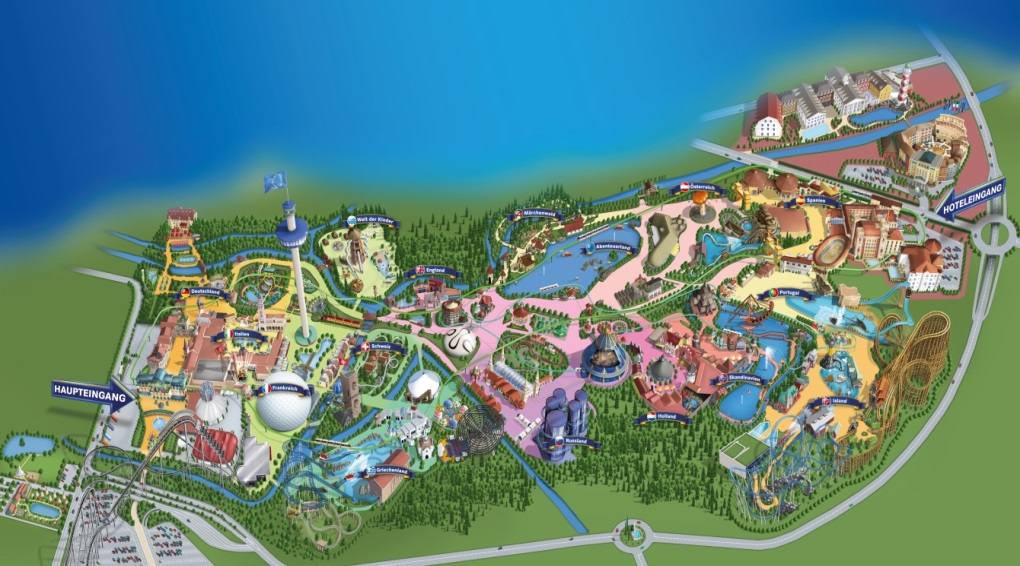 HOTELEINGANG
Österreich
Spanien
Märchenwald
Welt der Kinder
Abenteuerland
England
Deutschland
Portugal
Italien
Schweiz
Skandinavien
HAUPTEINGANG
Frankreich
Island
Holland
Russland
Griechenland